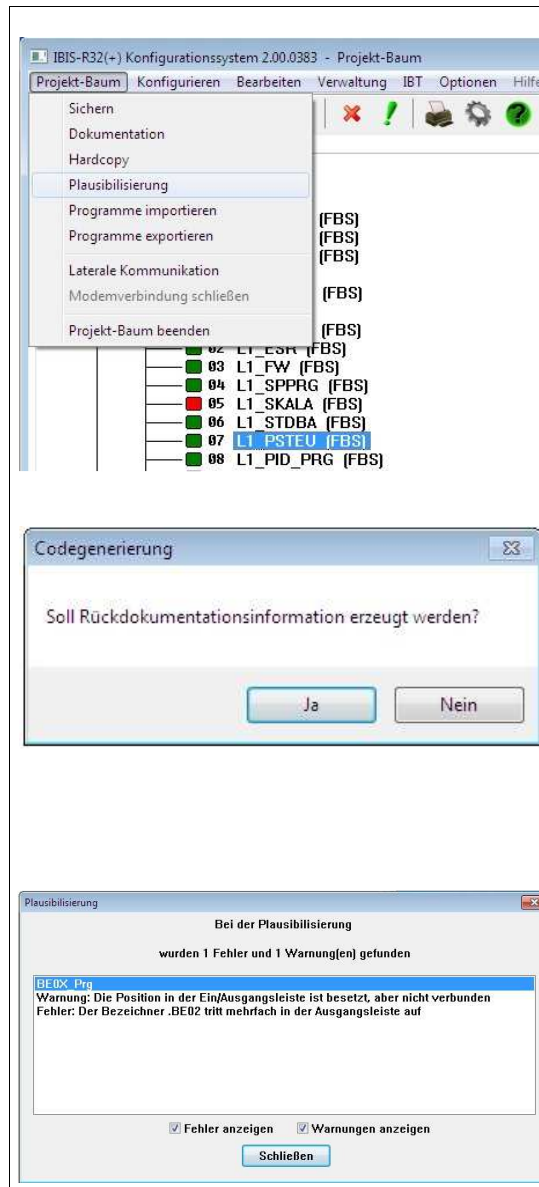 IBIS-R32(+) Konfigurationssystem 2.00.0383 - Projekt-Baum
Projekt-Baum Konfigurieren Bearbeiten Verwaltung IBT Optionen Hilfe
Sichern
Dokumentation
Hardcopy
Plausibilisierung
Programme importieren
(FBS)
Programme exportieren
(FBS)
(FBS)
Laterale Kommunikation
Modemverbindung schließen
(FBS)
Projekt-Baum beenden
(FBS)
02 L1_ESR (FBS)
03 L1_FW (FBS)
04 L1_SPPRG (FBS)
05 L1_SKALA (FBS)
06 L1_STDBA (FBS)
07 L1_PSTEU (FBS)
08 L1_PID_PRG (FBS)
Codegenerierung
Soll Rückdokumentationsinformation erzeugt werden?
Ja Nein
Plausibilisierung
Bei der Plausibilisierung
wurden 1 Fehler und 1 Warnung(en) gefunden
BE0X_Prg
Warnung: Die Position in der Ein/Ausgangsleiste ist besetzt, aber nicht verbunden
Fehler: Der Bezeichner .BE02 tritt mehrfach in der Ausgangsleiste auf
Fehler anzeigen Warnungen anzeigen
Schließen